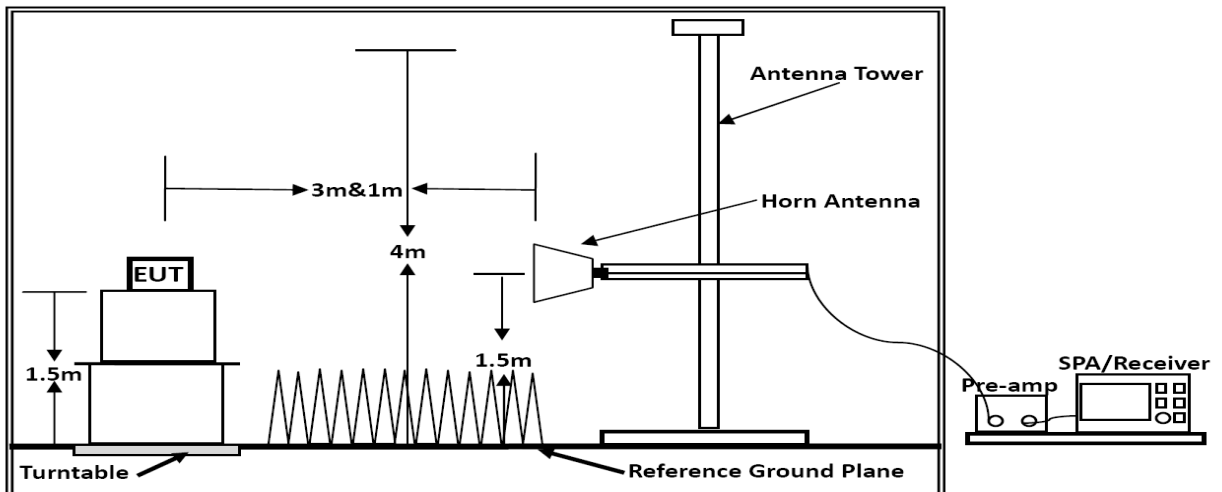 Antenna Tower
3m&1m
Horn Antenna
4m
EUT
1.5m
1.5m
SPA/Receiver
Pre-amp
Turntable
Reference Ground Plane